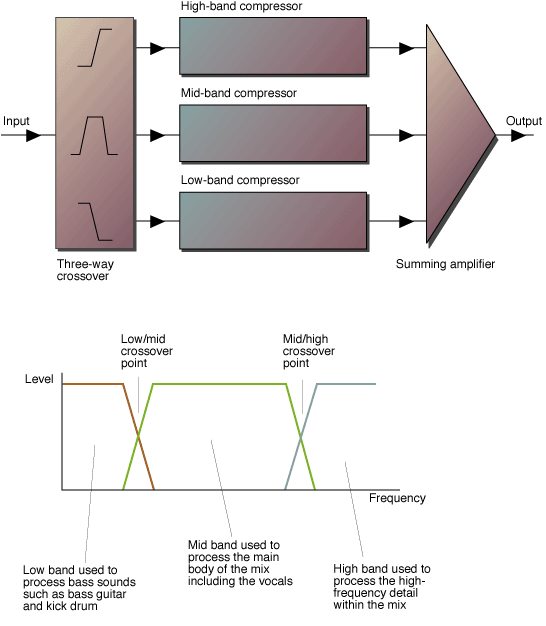 High-band compressor
Mid-band compressor
Input
Output
Low-band compressor
Three-way
crossover
Summing amplifier
Low/mid
crossover
point
Mid/high
crossover
point
Level
Frequency
Low band used to
process bass sounds
such as bass guitar
and kick drum
Mid band used to
process the main
body of the mix
including the vocals
High band used to
process the high-
frequency detail
within the mix